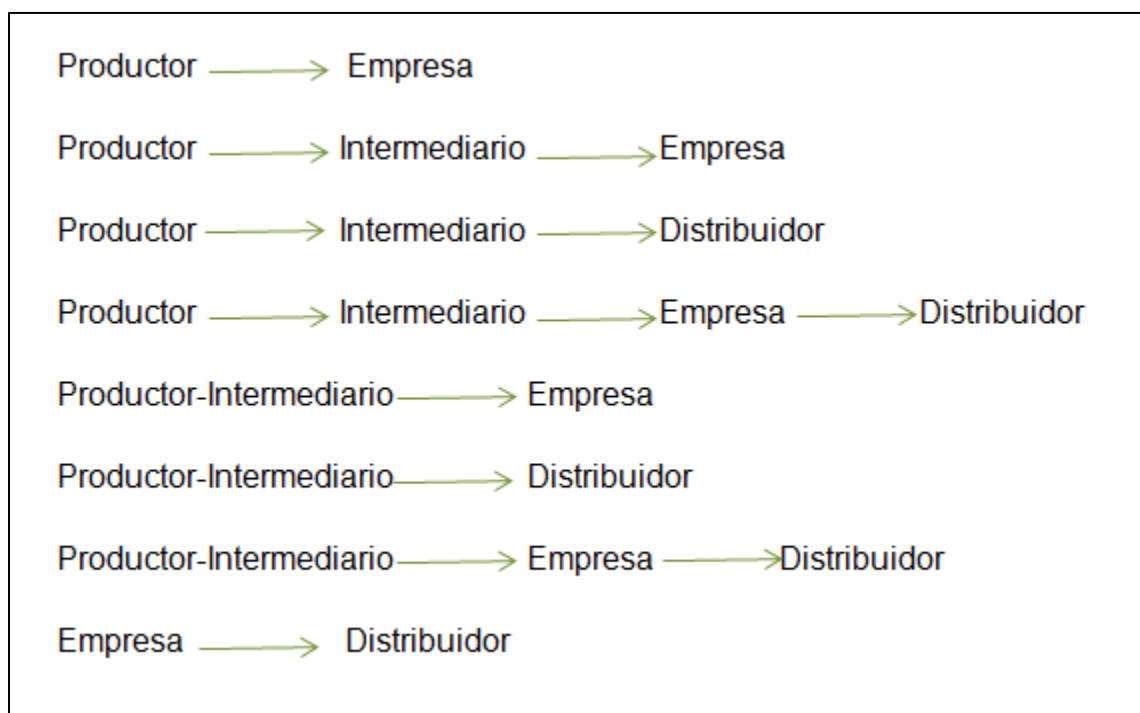 Productor → Empresa
Productor → Intermediario → Empresa
Productor → Intermediario → Distribuidor
Productor → Intermediario → Empresa → Distribuidor
Productor-Intermediario → Empresa
Productor-Intermediario → Distribuidor
Productor-Intermediario → Empresa → Distribuidor
Empresa → Distribuidor